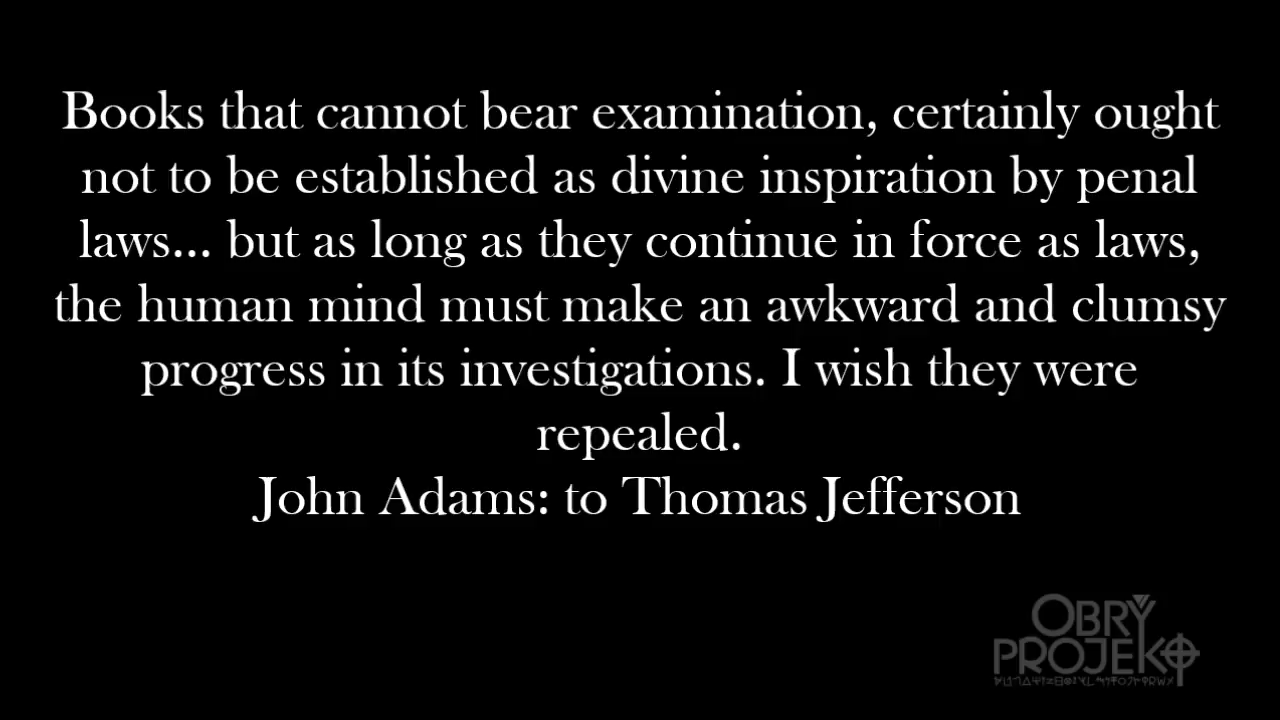 Books that cannot bear examination, certainly ought
not to be established as divine inspiration by penal
laws... but as long as they continue in force as laws,
the human mind must make an awkward and clumsy
progress in its investigations. I wish they were
repealed.
John Adams: to Thomas Jefferson
OBRY
PROJEKT